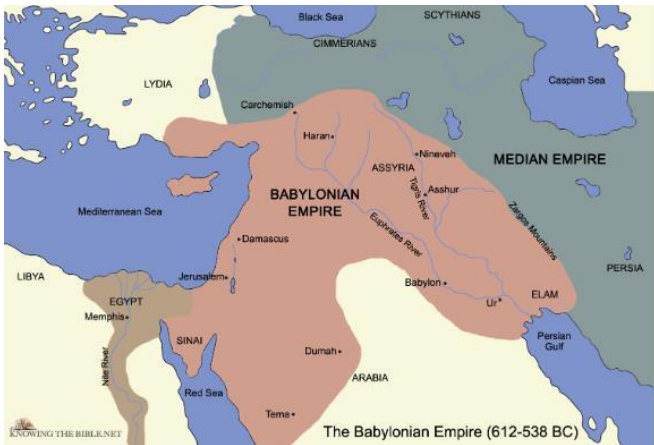 Black Sea
SCYTHIANS
CIMMERIANS
Caspian Sea
LYDIA
Carchemish
Haran
Nineveh
ASSYRIA
MEDIAN EMPIRE
Tigris River
Asshur
BABYLONIAN
EMPIRE
Mediterranean Sea
Euphrates River
Zargos Mountains
Damascus
LIBYA
Jerusalem
PERSIA
Babylon
ELAM
Ur
EGYPT
Memphis
Persian
Gulf
SINAI
Nile River
Dumah
ARABIA
Red Sea
Tema
KNOWING THE BIBLE.NET
The Babylonian Empire (612-538 BC)